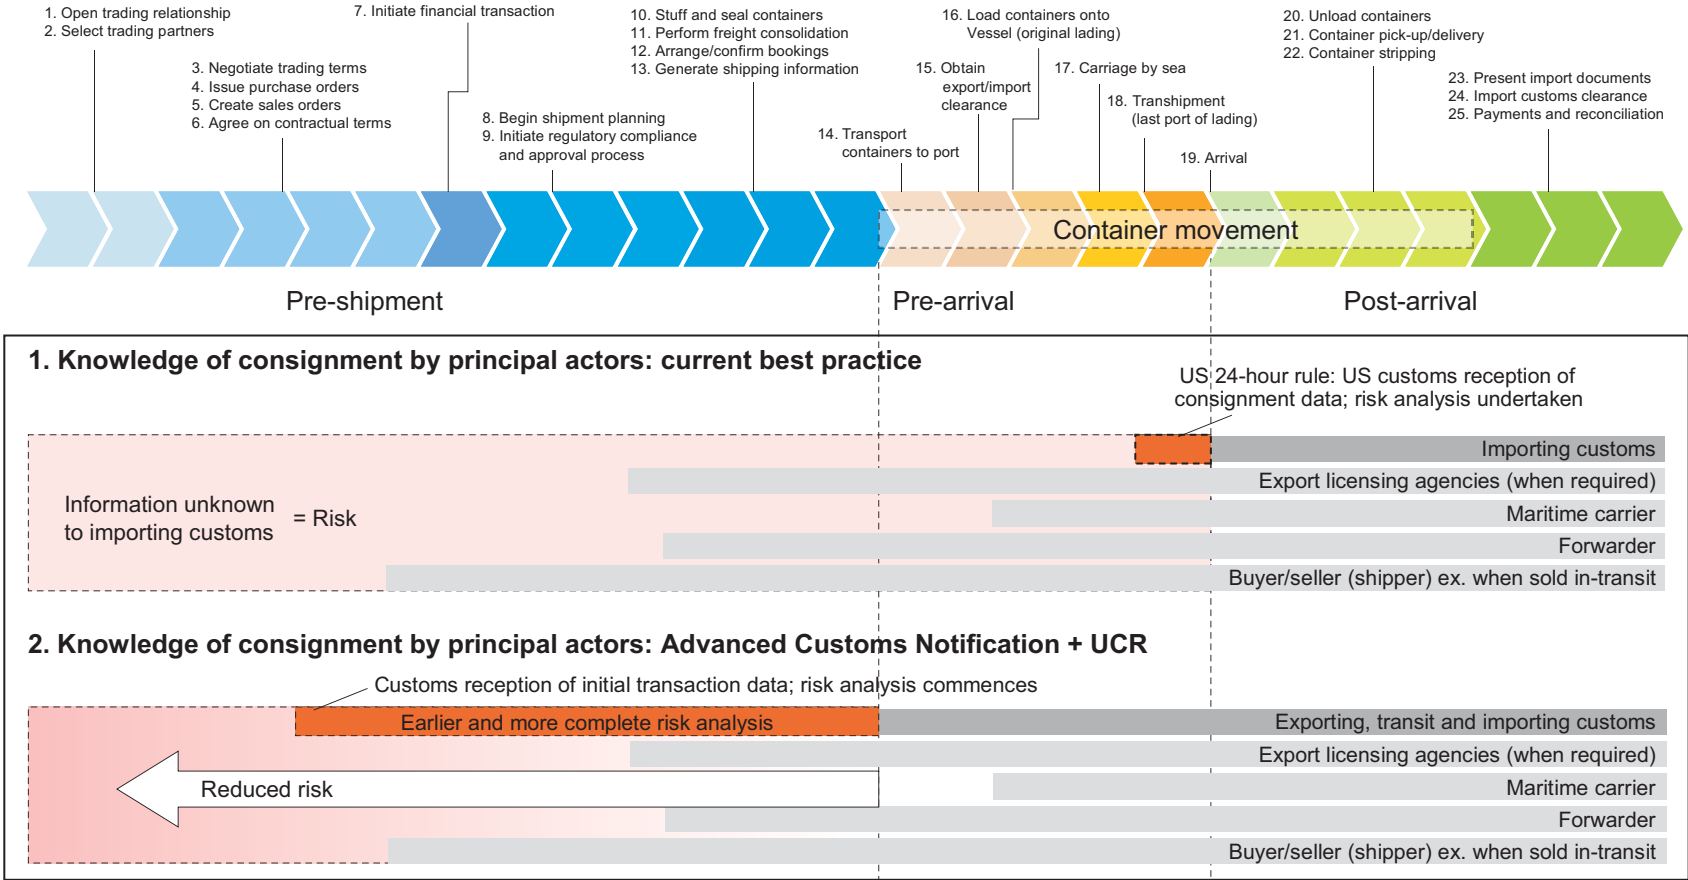 1. Open trading relationship
2. Select trading partners
3. Negotiate trading terms
4. Issue purchase orders
5. Create sales orders
6. Agree on contractual terms
7. Initiate financial transaction
8. Begin shipment planning
9. Initiate regulatory compliance
and approval process
10. Stuff and seal containers
11. Perform freight consolidation
12. Arrange/confirm bookings
13. Generate shipping information
14. Transport
containers to port
15. Obtain
export/import
clearance
16. Load containers onto
Vessel (original lading)
17. Carriage by sea
18. Transhipment
(last port of lading)
19. Arrival
20. Unload containers
21. Container pick-up/delivery
22. Container stripping
23. Present import documents
24. Import customs clearance
25. Payments and reconciliation
Container movement
Pre-shipment
Pre-arrival
Post-arrival
1. Knowledge of consignment by principal actors: current best practice
US 24-hour rule: US customs reception of
consignment data; risk analysis undertaken
Information unknown
to importing customs
= Risk
Importing customs
Export licensing agencies (when required)
Maritime carrier
Forwarder
Buyer/seller (shipper) ex. when sold in-transit
2. Knowledge of consignment by principal actors: Advanced Customs Notification + UCR
Customs reception of initial transaction data; risk analysis commences
Earlier and more complete risk analysis
Reduced risk
Exporting, transit and importing customs
Export licensing agencies (when required)
Maritime carrier
Forwarder
Buyer/seller (shipper) ex. when sold in-transit